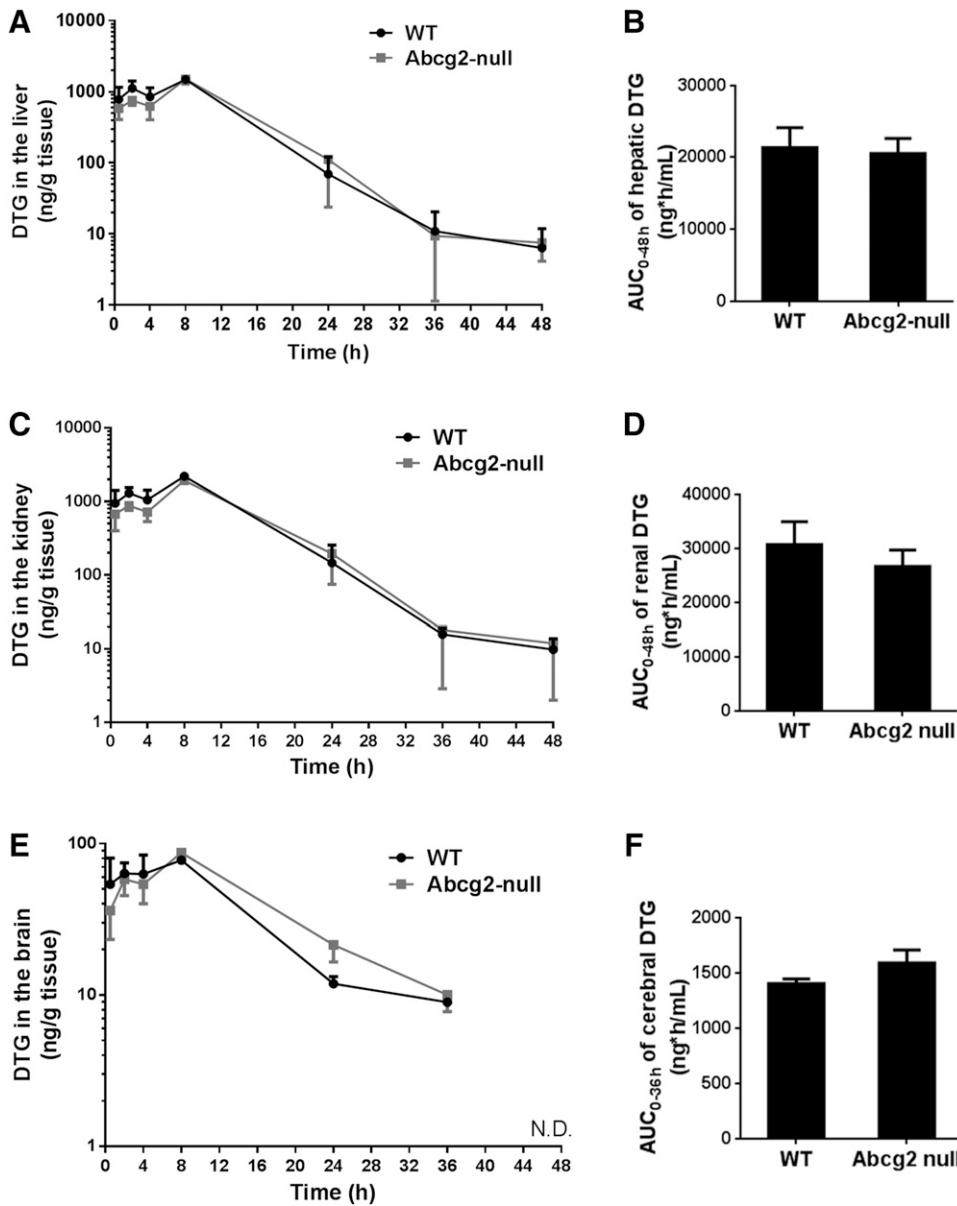 A
DTG in the liver
(ng/g tissue)
10000
1000
100
10
1
WT
Abcg2-null
0 4 8 12 16 20 24 28 32 36 40 44 48
Time (h)
B
AUC0-48h of hepatic DTG
(ng*h/mL)
30000
20000
10000
0
WT Abcg2-null
C
DTG in the kidney
(ng/g tissue)
10000
1000
100
10
1
WT
Abcg2-null
0 4 8 12 16 20 24 28 32 36 40 44 48
Time (h)
D
AUC0-48h of renal DTG
(ng*h/mL)
40000
30000
20000
10000
0
WT Abcg2 null
E
DTG in the brain
(ng/g tissue)
100
10
1
WT
Abcg2-null
N.D.
0 4 8 12 16 20 24 28 32 36 40 44 48
Time (h)
F
AUC0-36h of cerebral DTG
(ng*h/mL)
2000
1500
1000
500
0
WT Abcg2 null